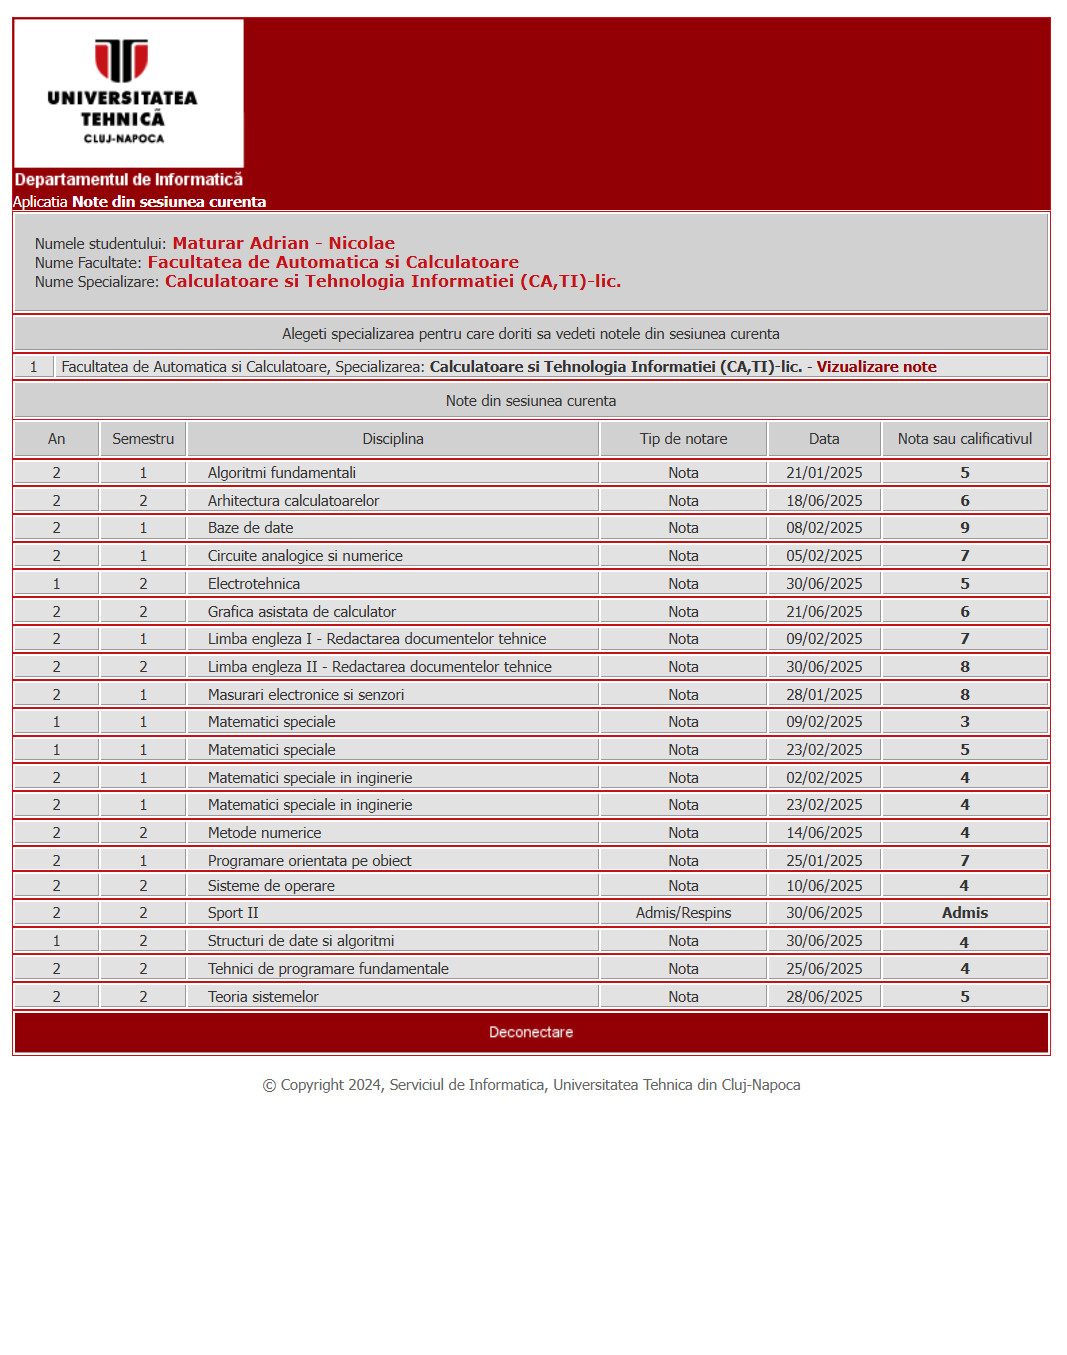 UNIVERSITATEA
TEHNICĂ
CLUJ-NAPOCA
Departamentul de Informatică
Aplicatia Note din sesiunea curenta
Numele studentului: Maturar Adrian - Nicolae
Nume Facultate: Facultatea de Automatica si Calculatoare
Nume Specializare: Calculatoare si Tehnologia Informatiei (CA,TI)-lic.
Alegeti specializarea pentru care doriti sa vedeti notele din sesiunea curenta
1 Facultatea de Automatica si Calculatoare, Specializarea: Calculatoare si Tehnologia Informatiei (CA,TI)-lic. - Vizualizare note
Note din sesiunea curenta
An Semestru Disciplina Tip de notare Data Nota sau calificativul
2 1 Algoritmi fundamentali Nota 21/01/2025 5
2 2 Arhitectura calculatoarelor Nota 18/06/2025 6
2 1 Baze de date Nota 08/02/2025 9
2 1 Circuite analogice si numerice Nota 05/02/2025 7
1 2 Electrotehnica Nota 30/06/2025 5
2 2 Grafica asistata de calculator Nota 21/06/2025 6
2 1 Limba engleza I - Redactarea documentelor tehnice Nota 09/02/2025 7
2 2 Limba engleza II - Redactarea documentelor tehnice Nota 30/06/2025 8
2 1 Masurari electronice si senzori Nota 28/01/2025 8
1 1 Matematici speciale Nota 09/02/2025 3
1 1 Matematici speciale Nota 23/02/2025 5
2 1 Matematici speciale in inginerie Nota 02/02/2025 4
2 1 Matematici speciale in inginerie Nota 23/02/2025 4
2 2 Metode numerice Nota 14/06/2025 4
2 1 Programare orientata pe obiect Nota 25/01/2025 7
2 2 Sisteme de operare Nota 10/06/2025 4
2 2 Sport II Admis/Respins 30/06/2025 Admis
1 2 Structuri de date si algoritmi Nota 30/06/2025 4
2 2 Tehnici de programare fundamentale Nota 25/06/2025 4
2 2 Teoria sistemelor Nota 28/06/2025 5
Deconectare
© Copyright 2024, Serviciul de Informatica, Universitatea Tehnica din Cluj-Napoca